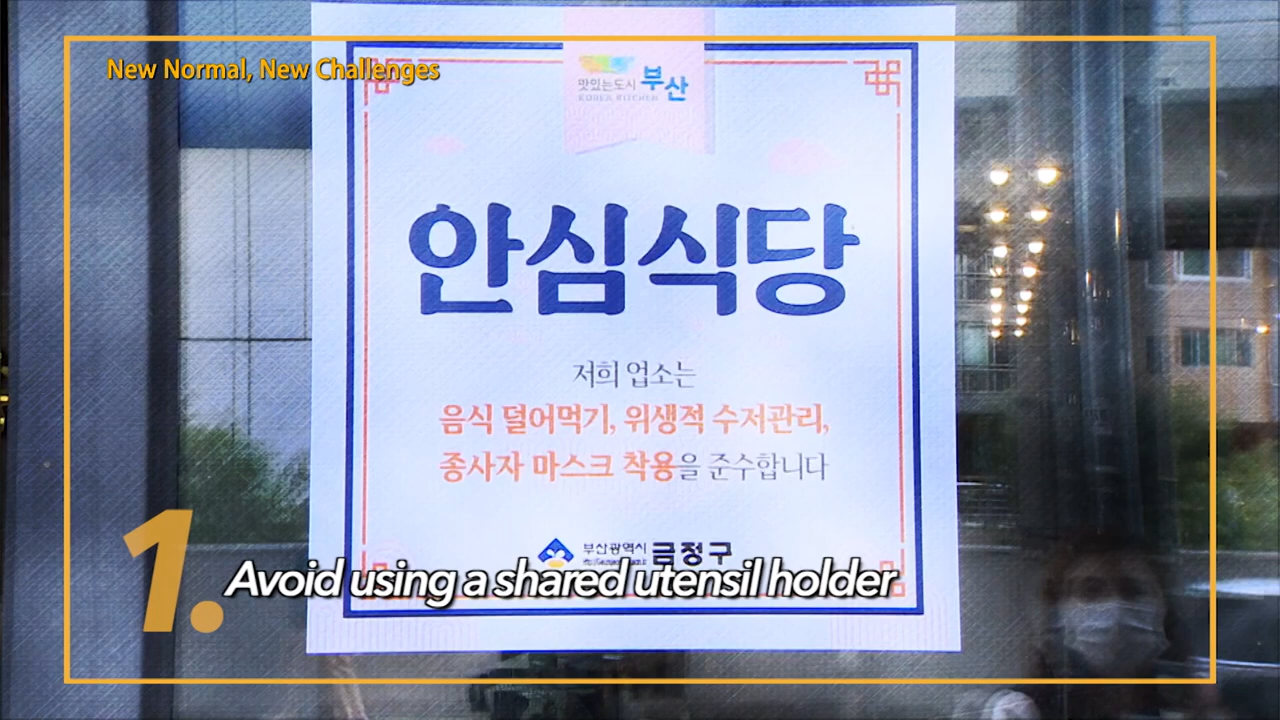 New Normal, New Challenges
맛있는도시 부산
KOREA KITCHEN
안심식당
저희 업소는
음식 덜어먹기, 위생적 수저관리,
종사자 마스크 착용을 준수합니다
부산광역시 금정구
1. Avoid using a shared utensil holder